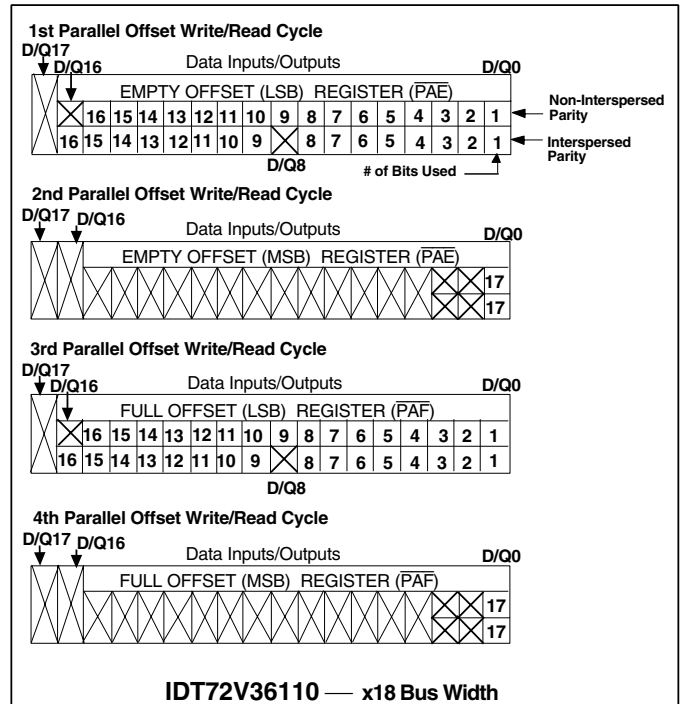 1st Parallel Offset Write/Read Cycle
D/Q17
D/Q16 Data Inputs/Outputs D/Q0
EMPTY OFFSET (LSB) REGISTER (PAE)
16 15 14 13 12 11 10 9 8 7 6 5 4 3 2 1 Non-Interspersed Parity
16 15 14 13 12 11 10 9 8 7 6 5 4 3 2 1 Interspersed Parity
D/Q8 # of Bits Used
2nd Parallel Offset Write/Read Cycle
D/Q17 D/Q16 Data Inputs/Outputs D/Q0
EMPTY OFFSET (MSB) REGISTER (PAE)
17
17
3rd Parallel Offset Write/Read Cycle
D/Q17
D/Q16 Data Inputs/Outputs D/Q0
FULL OFFSET (LSB) REGISTER (PAF)
16 15 14 13 12 11 10 9 8 7 6 5 4 3 2 1
16 15 14 13 12 11 10 9 8 7 6 5 4 3 2 1
D/Q8
4th Parallel Offset Write/Read Cycle
D/Q17 D/Q16 Data Inputs/Outputs D/Q0
FULL OFFSET (MSB) REGISTER (PAF)
17
17
IDT72V36110 — x18 Bus Width